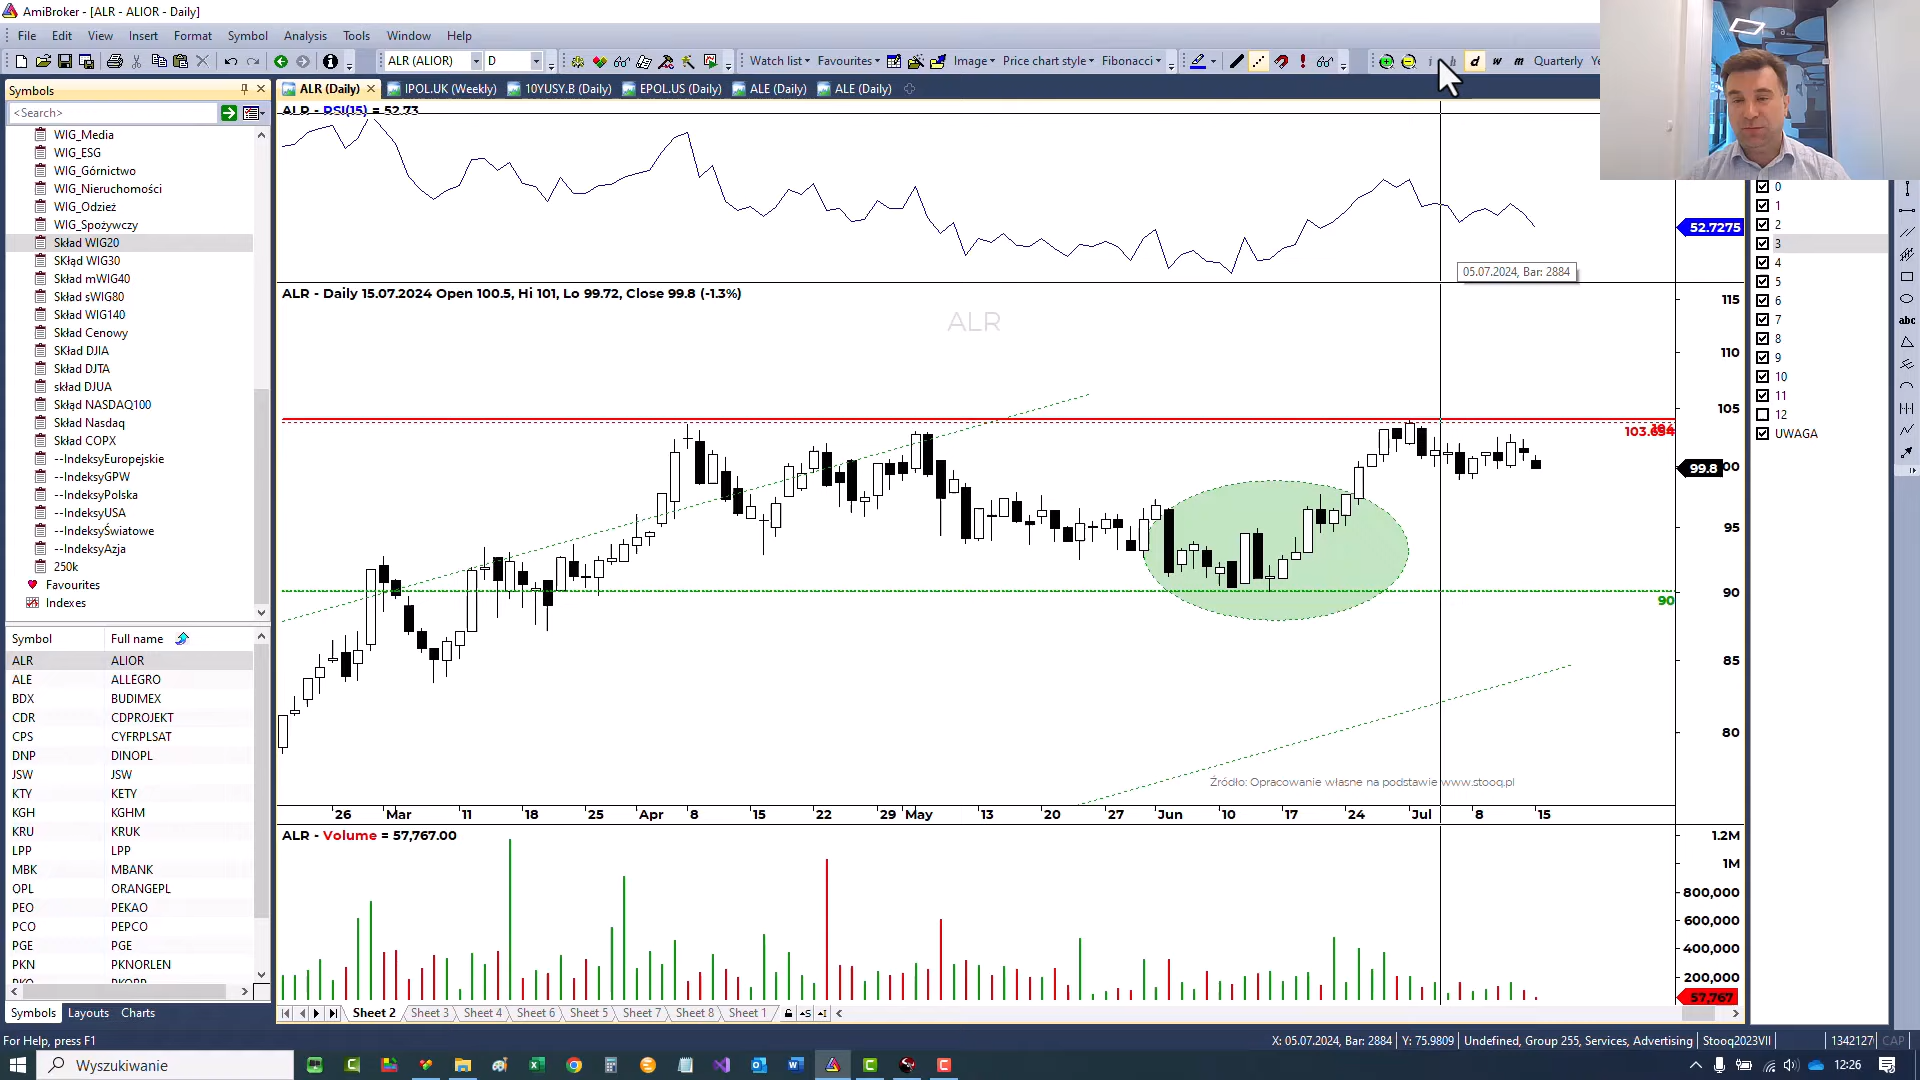 AmiBroker - [ALR - ALIOR - Daily]
File Edit View Insert Format Symbol Analysis Tools Window Help
ALR (ALIOR) D Watch list Favourites Image Price chart style Fibonacci d w m Quarterly
Symbols
ALR (Daily) IPOL.UK (Weekly) 10YUSY.B (Daily) EPOL.US (Daily) ALE (Daily) ALE (Daily)
<Search>
WIG_Media
WIG_ESG
WIG_Górnictwo
WIG_Nieruchomości
WIG_Odzież
WIG_Spożywczy
Skład WIG20
SKłąd WIG30
Skład mWIG40
Skład sWIG80
Skład WIG140
Skład Cenowy
SKład DJIA
Skład DJTA
skład DJUA
Skłąd NASDAQ100
Skład Nasdaq
Skład COPX
--IndeksyEuropejskie
--IndeksyGPW
--IndeksyPolska
--IndeksyUSA
--IndeksyŚwiatowe
--IndeksyAzja
250k
Favourites
Indexes
Symbol Full name
ALR ALIOR
ALE ALLEGRO
BDX BUDIMEX
CDR CDPROJEKT
CPS CYFRPLSAT
DNP DINOPL
JSW JSW
KTY KETY
KGH KGHM
KRU KRUK
LPP LPP
MBK MBANK
OPL ORANGEPL
PEO PEKAO
PCO PEPCO
PGE PGE
PKN PKNORLEN
Symbols Layouts Charts
ALR - RSI(15) = 52.73
52.7275
05.07.2024, Bar: 2884
ALR - Daily 15.07.2024 Open 100.5, Hi 101, Lo 99.72, Close 99.8 (-1.3%)
ALR
115
110
105
103.654
99.8
95
90
90
85
80
Źródło: Opracowanie własne na podstawie www.stooq.pl
26 Mar 11 18 25 Apr 8 15 22 29 May 13 20 27 Jun 10 17 24 Jul 8 15
ALR - Volume = 57,767.00
1.2M
1M
800,000
600,000
400,000
200,000
57,767
Sheet 2 Sheet 3 Sheet 4 Sheet 6 Sheet 5 Sheet 7 Sheet 8 Sheet 1
0
1
2
3
4
5
6
7
8
9
10
11
12
UWAGA
abc
For Help, press F1
X: 05.07.2024, Bar: 2884 Y: 75.9809 Undefined, Group 255, Services, Advertising Stooq2023VII 1342127 CAP
Wyszukiwanie
12:26